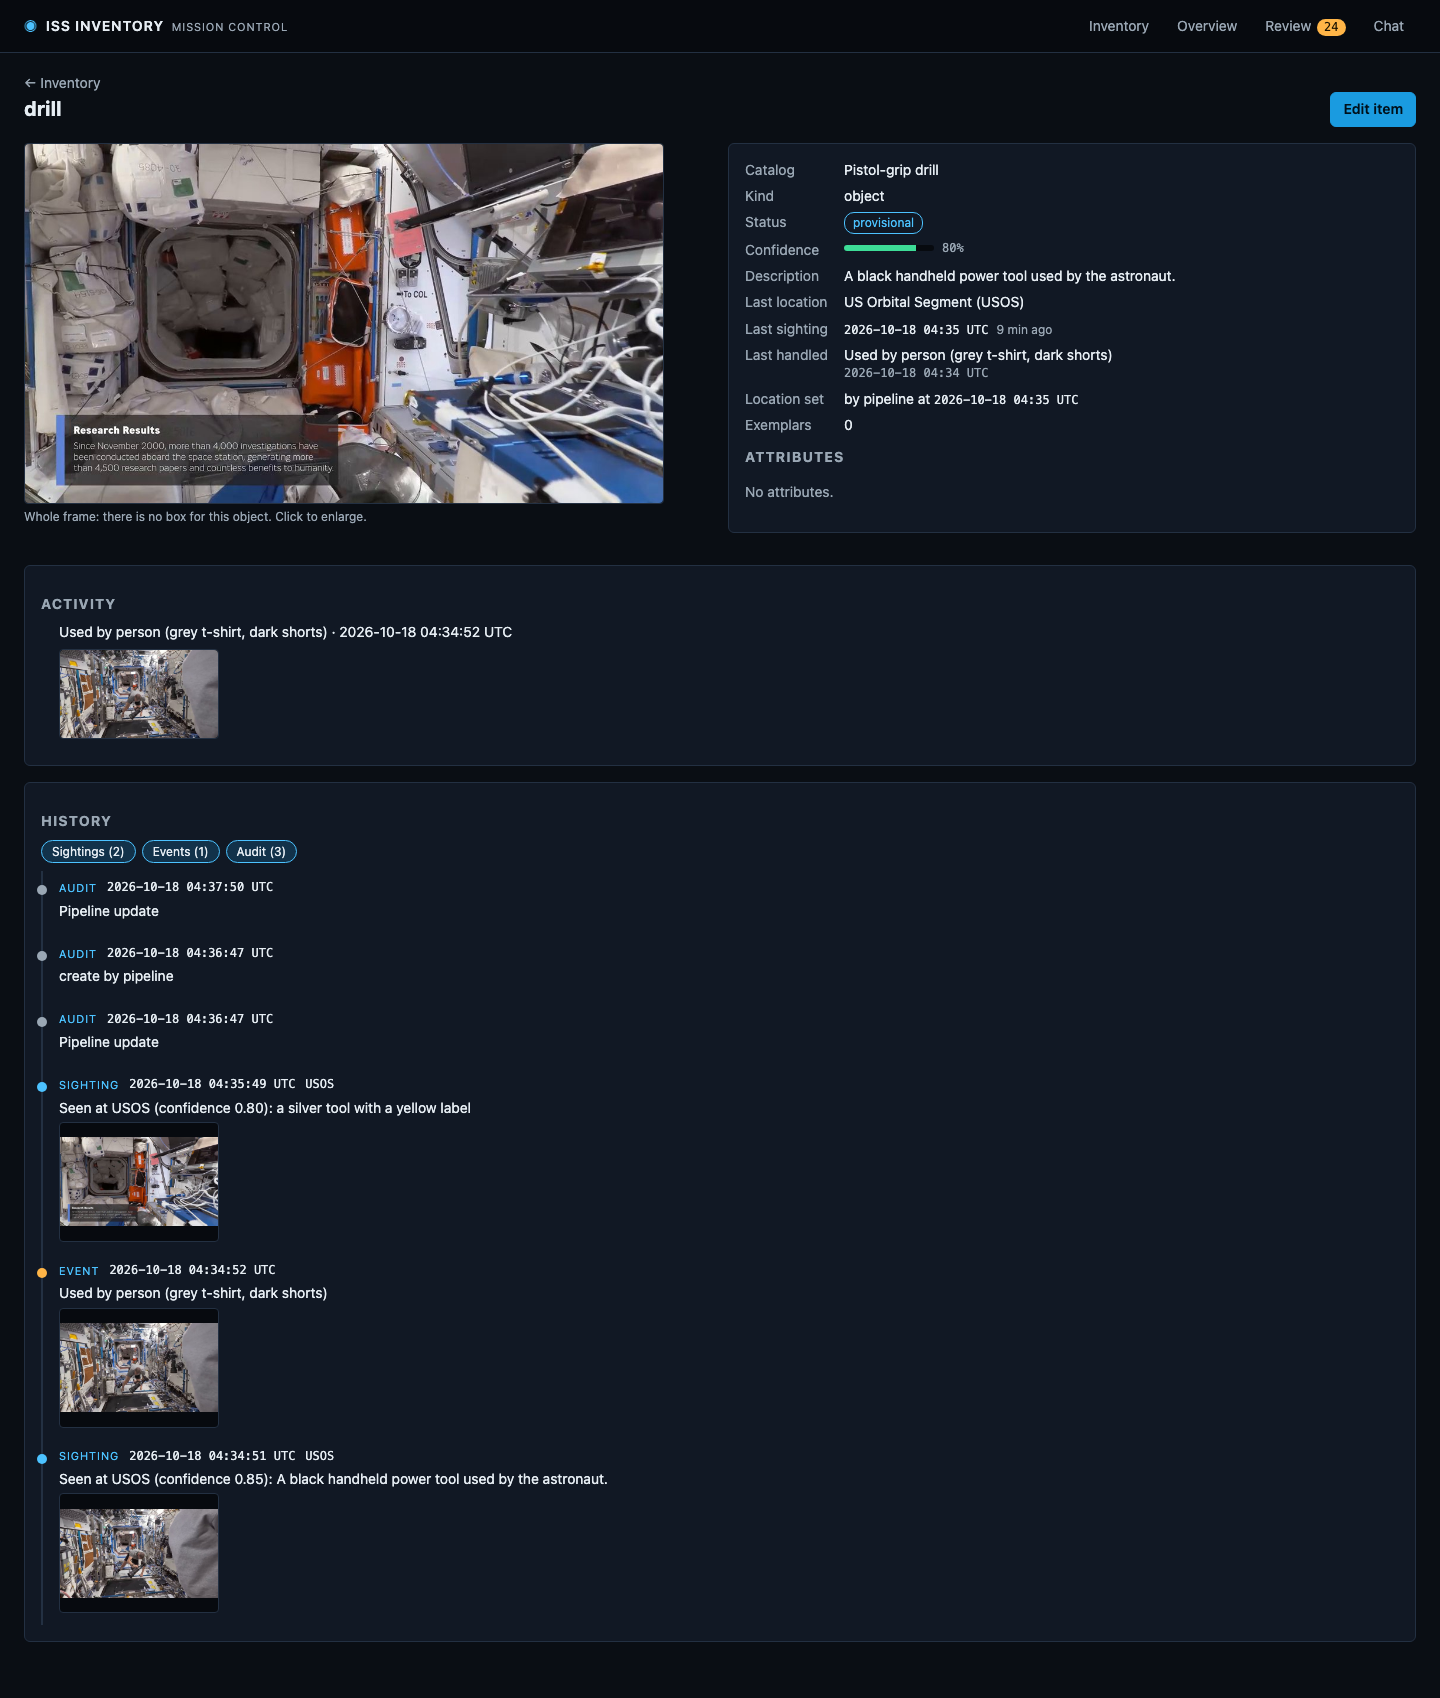 ISS INVENTORY MISSION CONTROL
Inventory Overview Review 24 Chat
← Inventory
drill
Edit item
To COL
Research Results
Since November 2000, more than 4,000 investigations have
been conducted aboard the space station, generating more
than 4,500 research papers and countless benefits to humanity.
Whole frame: there is no box for this object. Click to enlarge.
Catalog Pistol-grip drill
Kind object
Status provisional
Confidence 80%
Description A black handheld power tool used by the astronaut.
Last location US Orbital Segment (USOS)
Last sighting 2026-10-18 04:35 UTC 9 min ago
Last handled Used by person (grey t-shirt, dark shorts)
2026-10-18 04:34 UTC
Location set by pipeline at 2026-10-18 04:35 UTC
Exemplars 0
ATTRIBUTES
No attributes.
ACTIVITY
Used by person (grey t-shirt, dark shorts) · 2026-10-18 04:34:52 UTC
HISTORY
Sightings (2) Events (1) Audit (3)
AUDIT 2026-10-18 04:37:50 UTC
Pipeline update
AUDIT 2026-10-18 04:36:47 UTC
create by pipeline
AUDIT 2026-10-18 04:36:47 UTC
Pipeline update
SIGHTING 2026-10-18 04:35:49 UTC USOS
Seen at USOS (confidence 0.80): a silver tool with a yellow label
Research Results
EVENT 2026-10-18 04:34:52 UTC
Used by person (grey t-shirt, dark shorts)
SIGHTING 2026-10-18 04:34:51 UTC USOS
Seen at USOS (confidence 0.85): A black handheld power tool used by the astronaut.